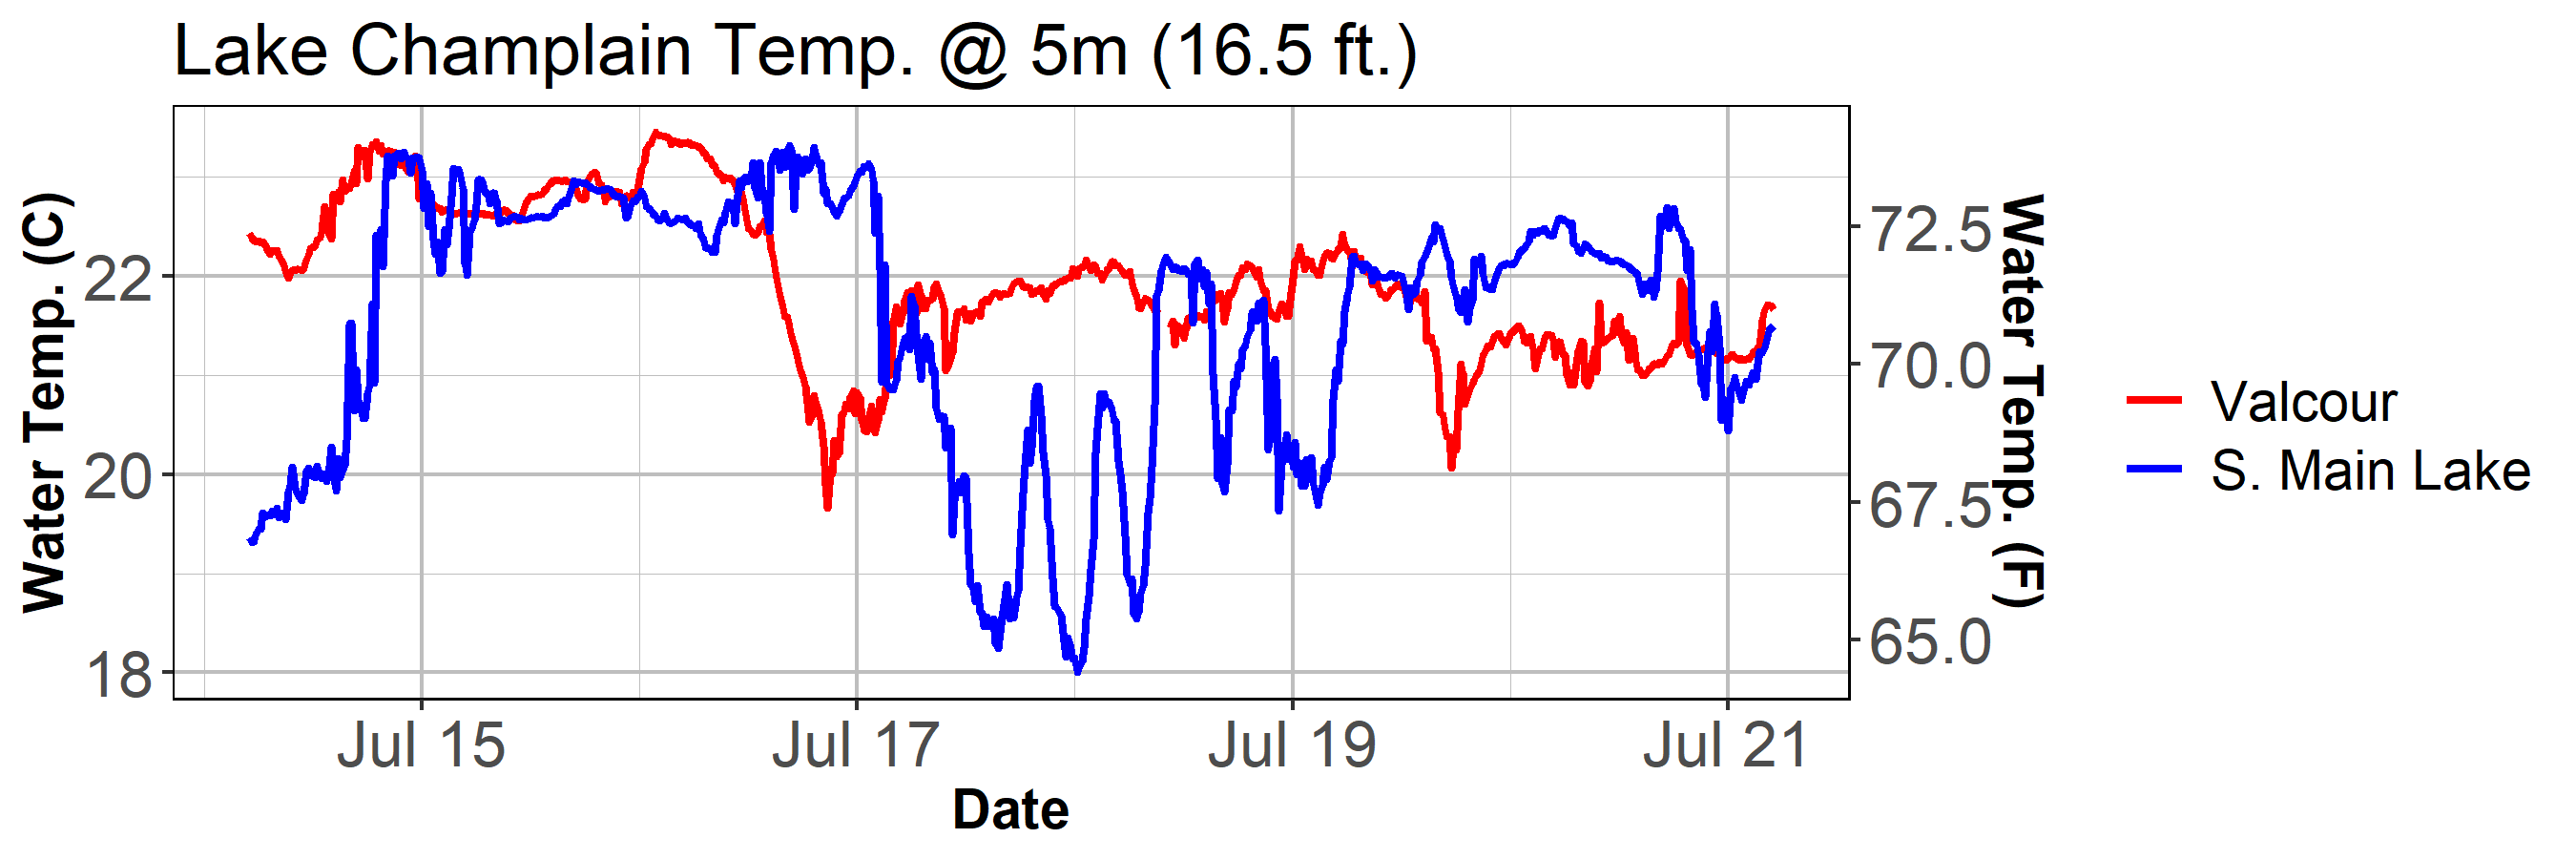 Lake Champlain Temp. @ 5m (16.5 ft.)
Water Temp. (C)
22
20
18
72.5
70.0
67.5
65.0
Water Temp. (F)
Jul 15
Jul 17
Jul 19
Jul 21
Date
Valcour
S. Main Lake